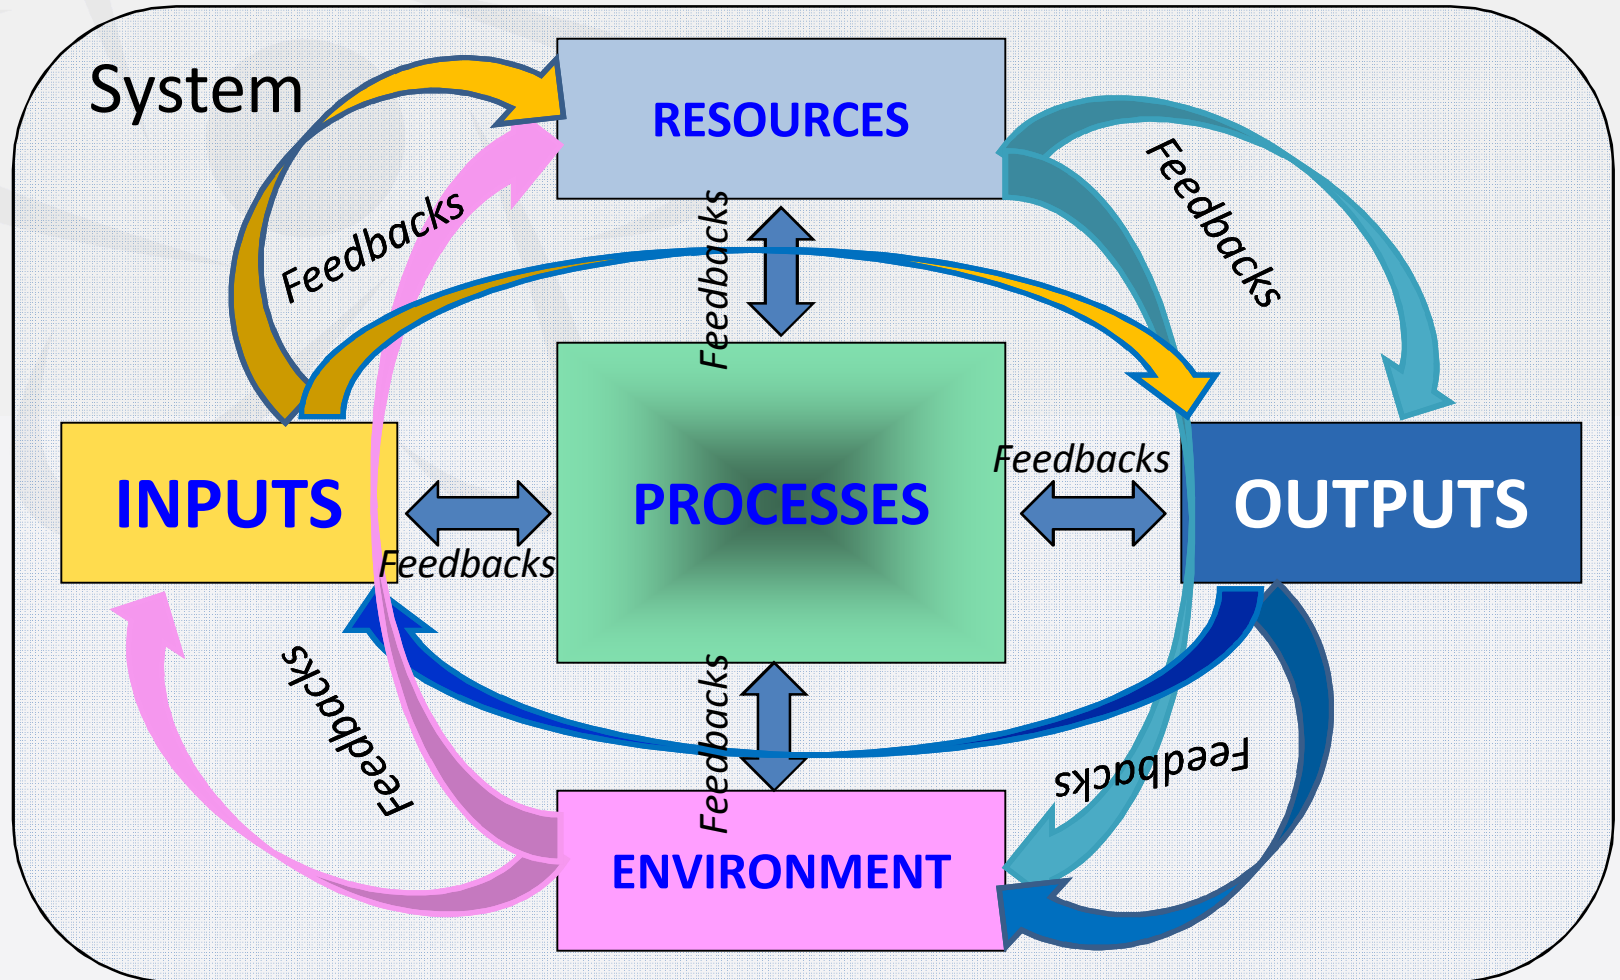 System
RESOURCES
Feedbacks
Feedbacks
Feedbacks
INPUTS
Feedbacks
PROCESSES
Feedbacks
OUTPUTS
Feedbacks
Feedbacks
Feedbacks
ENVIRONMENT